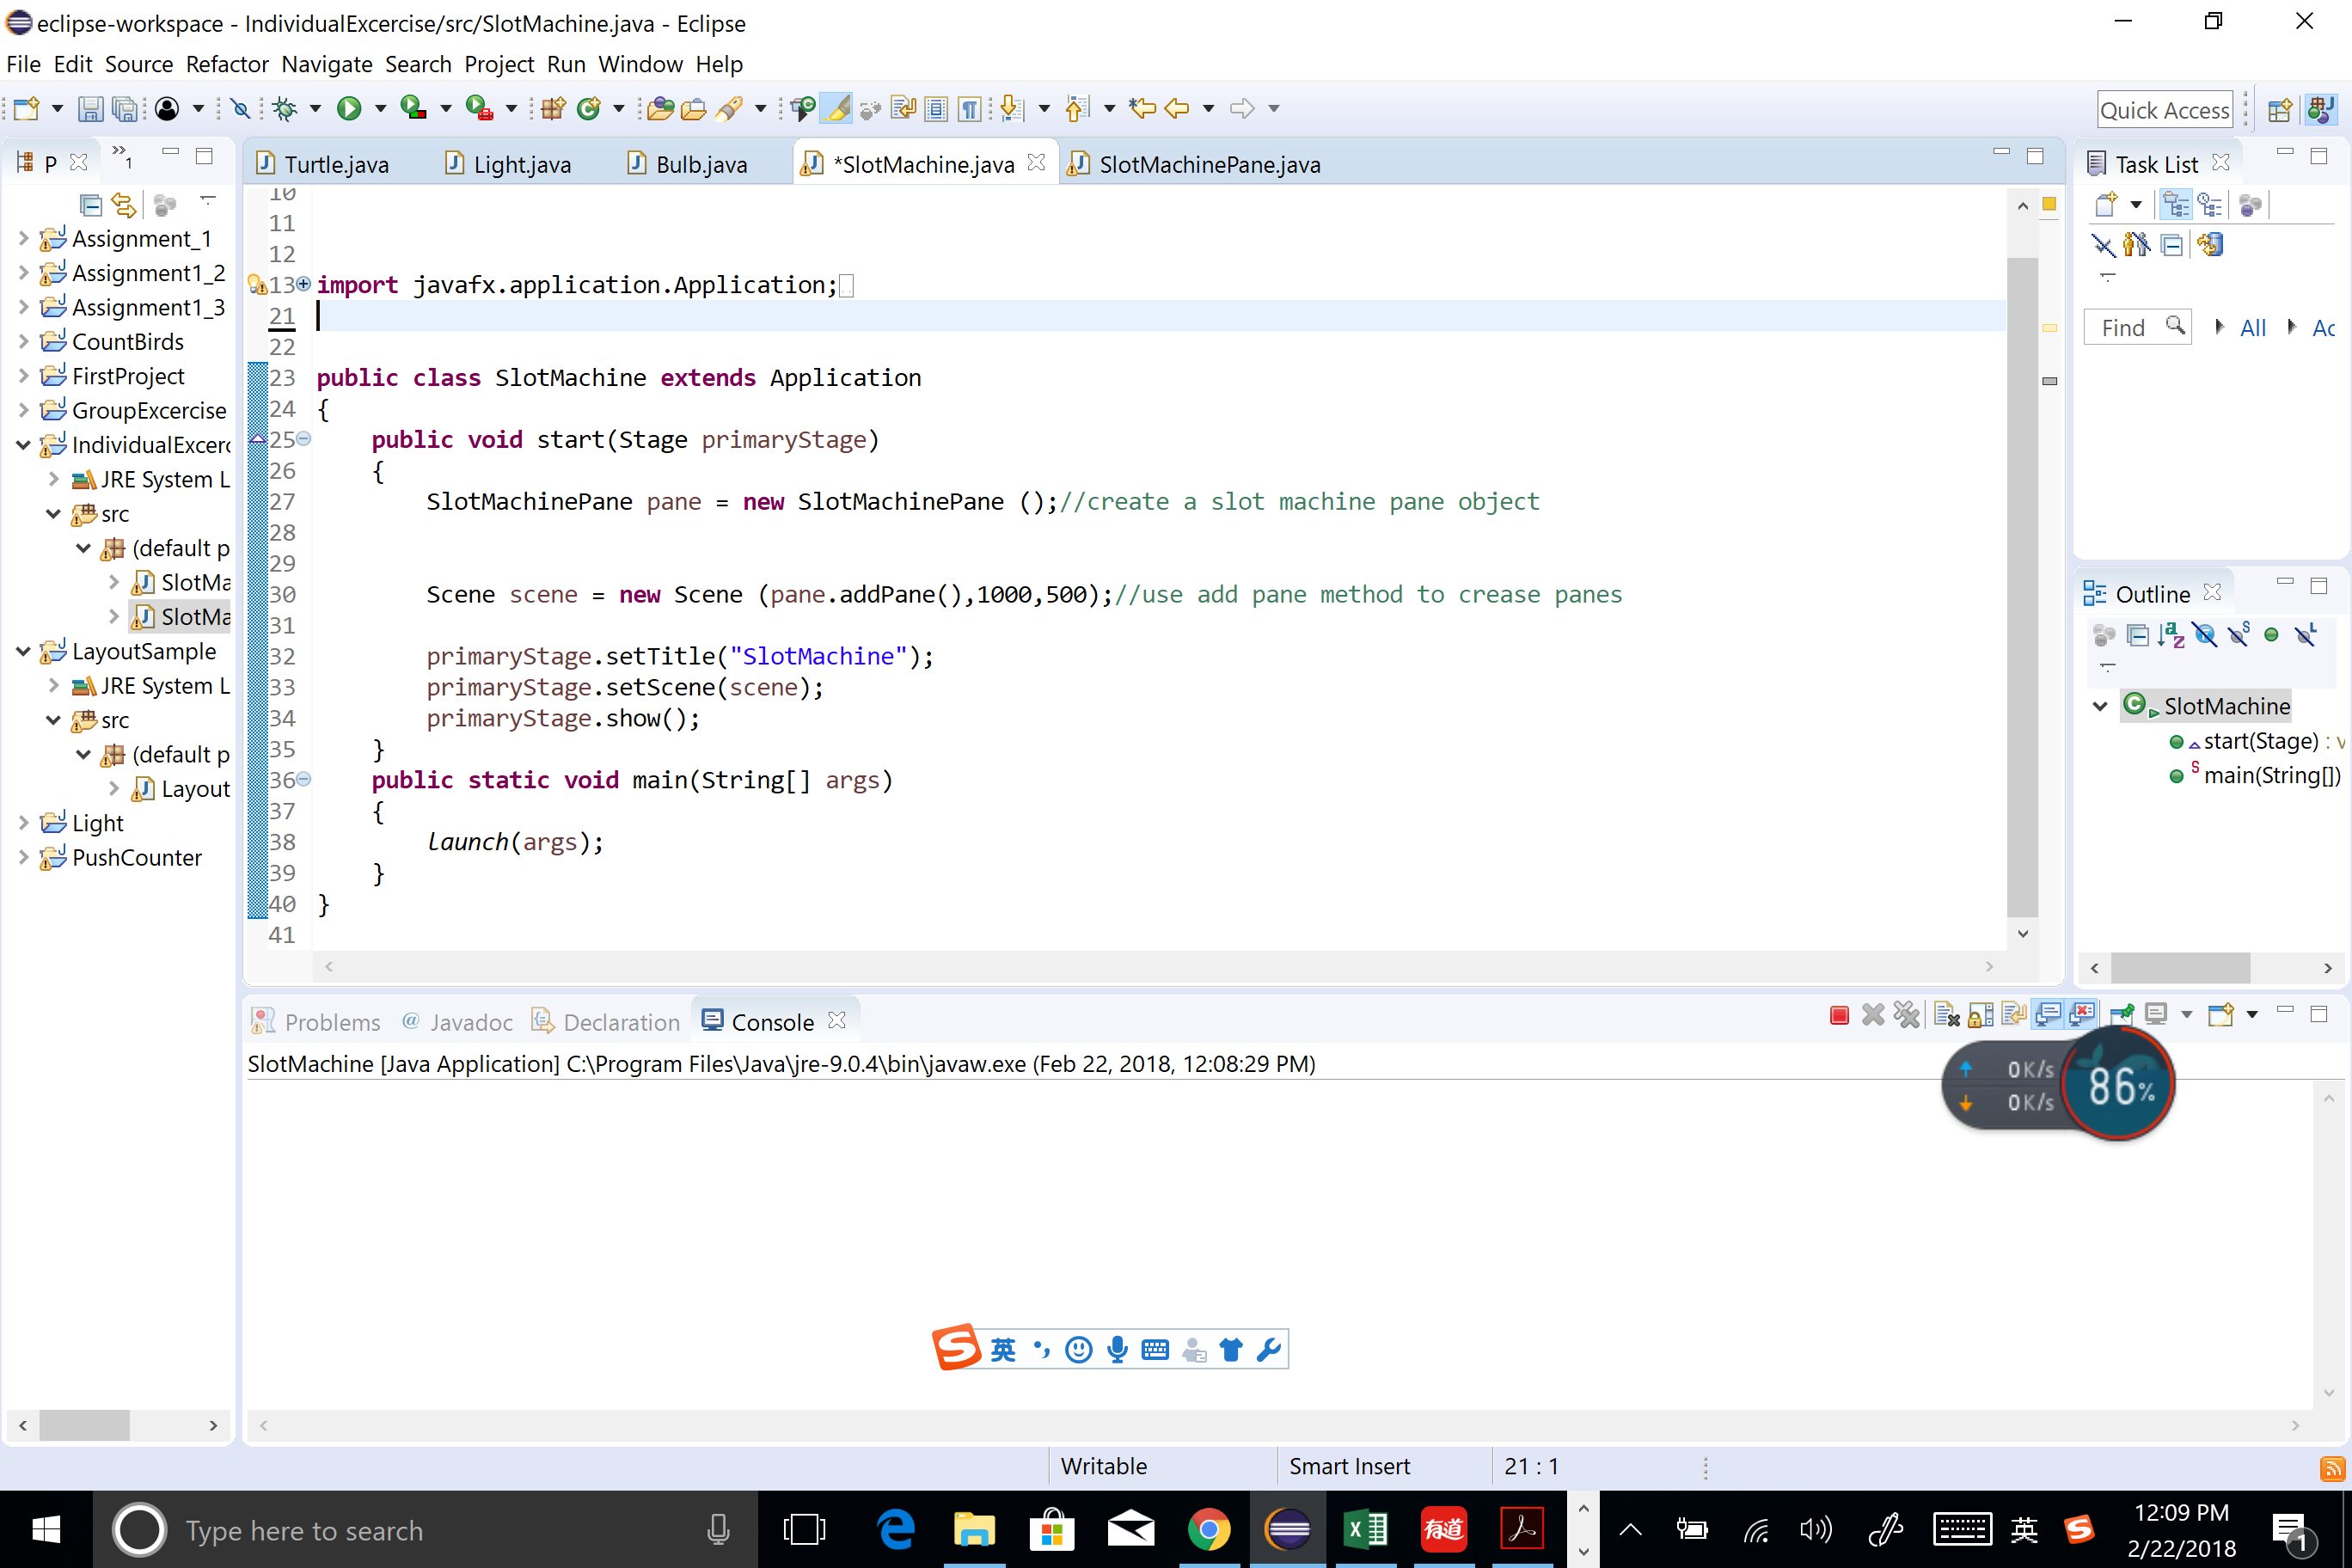 eclipse-workspace - IndividualExcercise/src/SlotMachine.java - Eclipse
File Edit Source Refactor Navigate Search Project Run Window Help
Quick Access
P
»1
Turtle.java
Light.java
Bulb.java
*SlotMachine.java
SlotMachinePane.java
Task List
Assignment_1
Assignment1_2
Assignment1_3
CountBirds
FirstProject
GroupExcercise
IndividualExcerc
JRE System L
src
(default p
SlotMa
SlotMa
LayoutSample
JRE System L
src
(default p
Layout
Light
PushCounter
10
11
12
13 import javafx.application.Application;
21
22
23 public class SlotMachine extends Application
24 {
25 public void start(Stage primaryStage)
26 {
27 SlotMachinePane pane = new SlotMachinePane ();//create a slot machine pane object
28
29
30 Scene scene = new Scene (pane.addPane(),1000,500);//use add pane method to crease panes
31
32 primaryStage.setTitle("SlotMachine");
33 primaryStage.setScene(scene);
34 primaryStage.show();
35 }
36 public static void main(String[] args)
37 {
38 launch(args);
39 }
40 }
41
Find
All
Ac
Outline
SlotMachine
start(Stage) : v
main(String[])
Problems
@ Javadoc
Declaration
Console
SlotMachine [Java Application] C:\Program Files\Java\jre-9.0.4\bin\javaw.exe (Feb 22, 2018, 12:08:29 PM)
0K/s
0K/s
86%
S 英
Writable
Smart Insert
21 : 1
Type here to search
有道
英
S
12:09 PM
2/22/2018
1